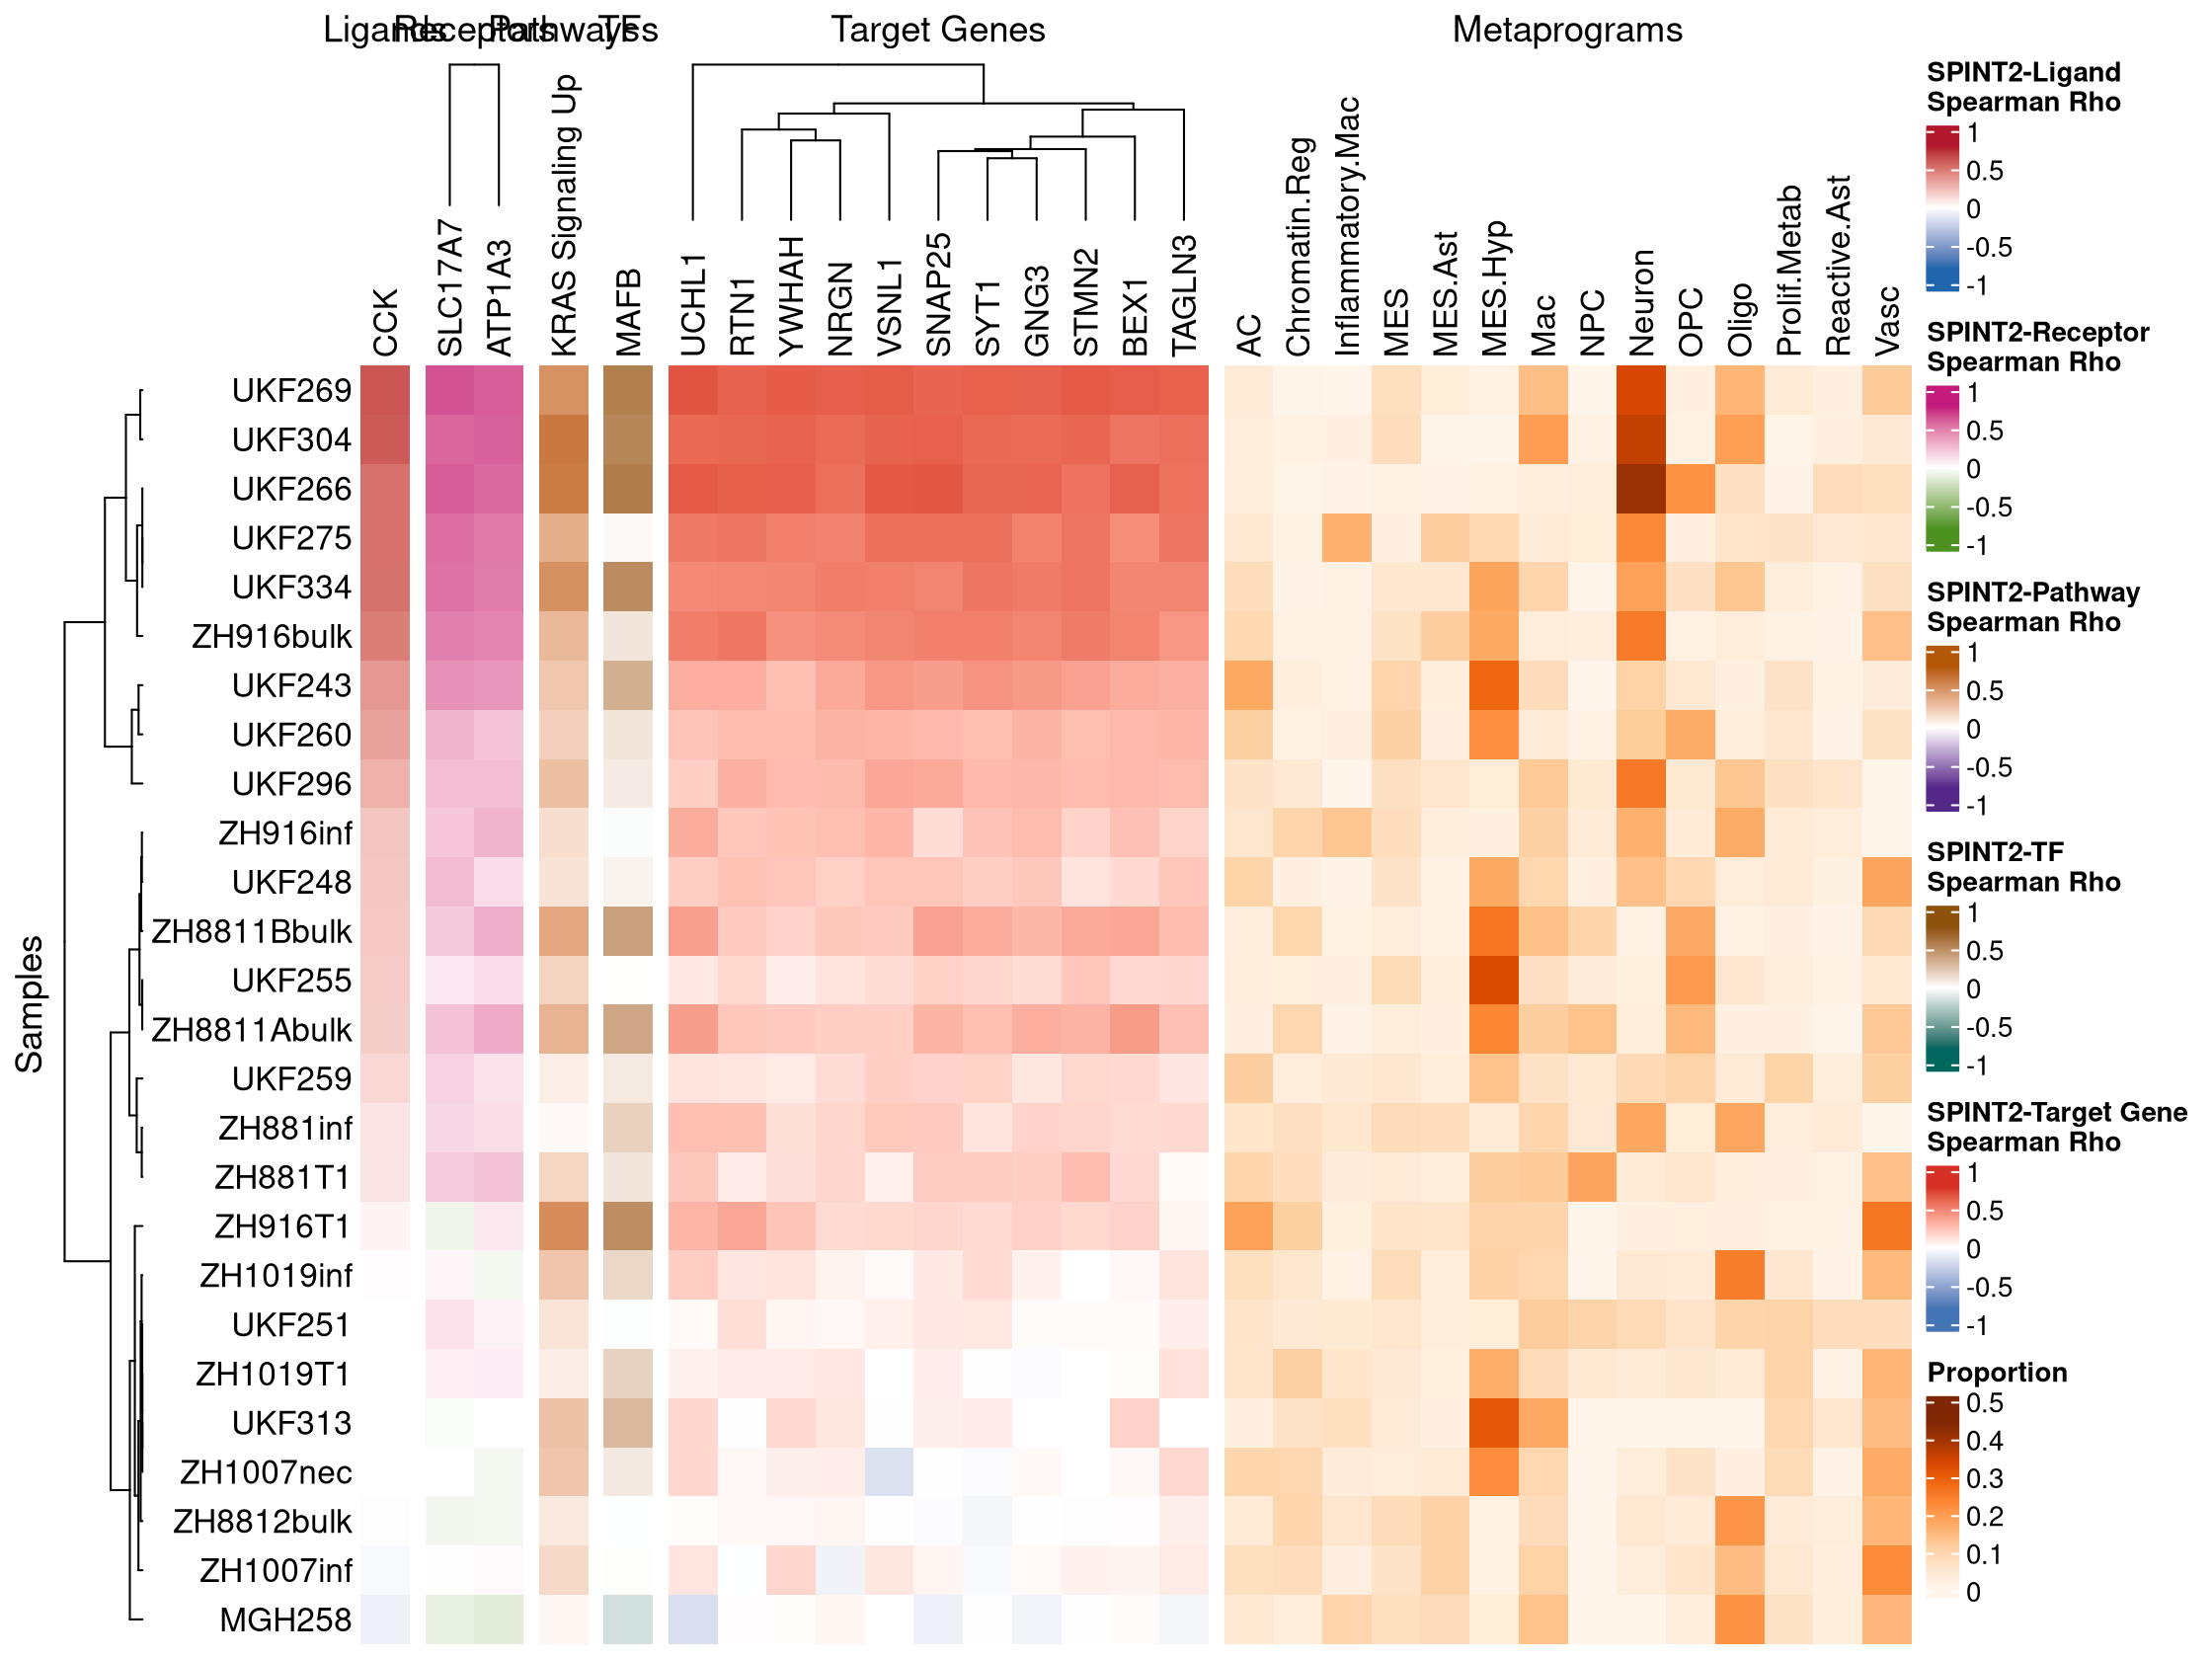 Ligands Receptors Pathways TFs Target Genes Metaprograms
CCK SLC17A7 ATP1A3 KRAS Signaling Up MAFB UCHL1 RTN1 YWHAH NRGN VSNL1 SNAP25 SYT1 GNG3 STMN2 BEX1 TAGLN3 AC Chromatin.Reg Inflammatory.Mac MES MES.Ast MES.Hyp Mac NPC Neuron OPC Oligo Prolif.Metab Reactive.Ast Vasc
Samples
UKF269
UKF304
UKF266
UKF275
UKF334
ZH916bulk
UKF243
UKF260
UKF296
ZH916inf
UKF248
ZH8811Bbulk
UKF255
ZH8811Abulk
UKF259
ZH881inf
ZH881T1
ZH916T1
ZH1019inf
UKF251
ZH1019T1
UKF313
ZH1007nec
ZH8812bulk
ZH1007inf
MGH258
SPINT2-Ligand
Spearman Rho
1
0.5
0
-0.5
-1
SPINT2-Receptor
Spearman Rho
1
0.5
0
-0.5
-1
SPINT2-Pathway
Spearman Rho
1
0.5
0
-0.5
-1
SPINT2-TF
Spearman Rho
1
0.5
0
-0.5
-1
SPINT2-Target Gene
Spearman Rho
1
0.5
0
-0.5
-1
Proportion
0.5
0.4
0.3
0.2
0.1
0